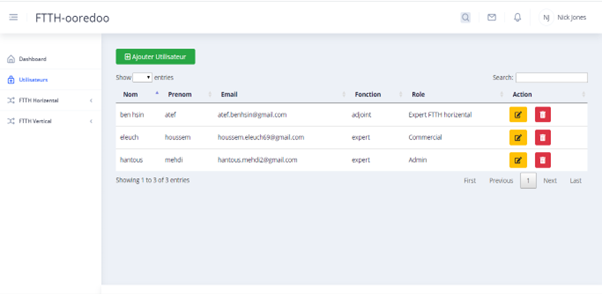 FTTH-ooredoo
NJ Nick Jones
Dashboard
Utilisateurs
FTTH Horizental
FTTH Vertical
Ajouter Utilisateur
Show entries
Search:
Nom Prenom Email Fonction Role Action
ben hsin atef atef.benhsin@gmail.com adjoint Expert FTTH horizental
eleuch houssem houssem.eleuch69@gmail.com expert Commercial
hantous mehdi hantous.mehdi2@gmail.com expert Admin
Showing 1 to 3 of 3 entries
First Previous 1 Next Last